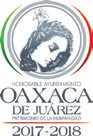 HONORABLE AYUNTAMIENTO
OAXACA
DE JUÁREZ
PATRIMONIO DE LA HUMANIDAD
2017-2018